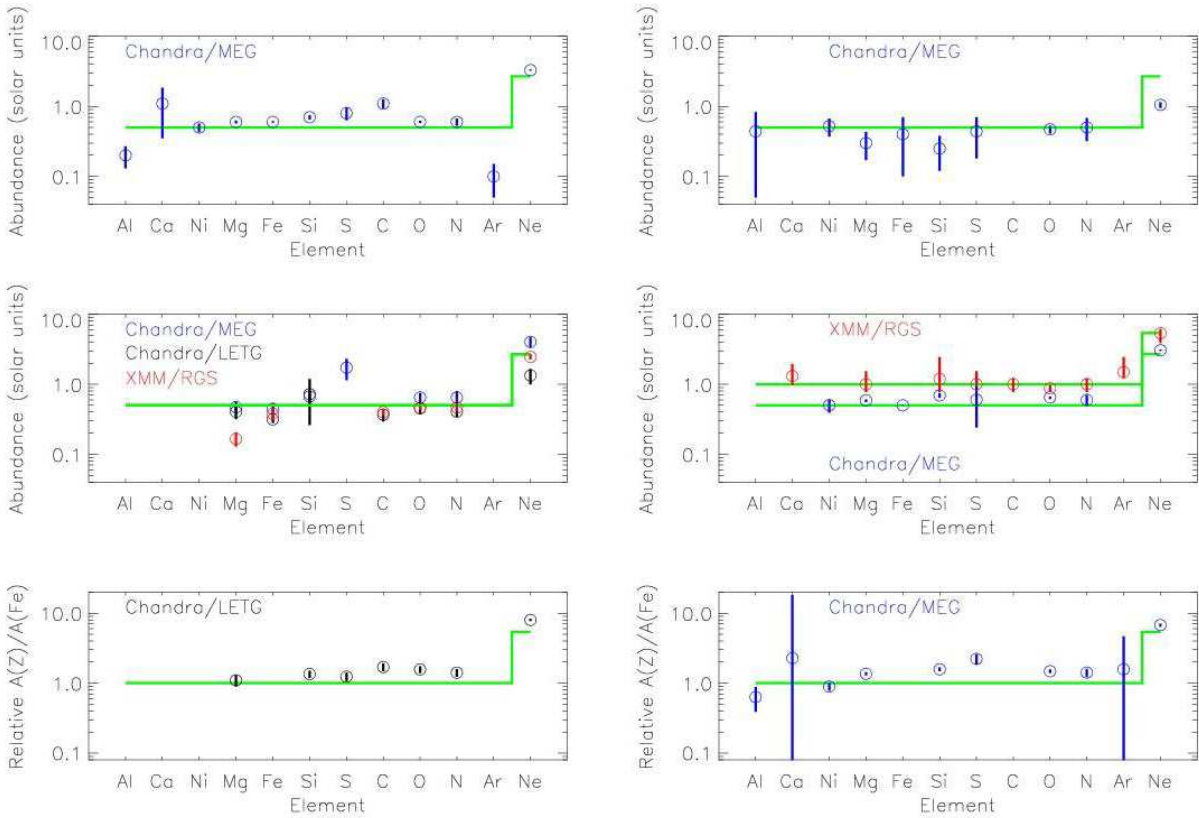 Chandra/MEG
Abundance (solar units)
10.0
1.0
0.1
Al Ca Ni Mg Fe Si S C O N Ar Ne
Element
Chandra/MEG
Abundance (solar units)
10.0
1.0
0.1
Al Ca Ni Mg Fe Si S C O N Ar Ne
Element
Chandra/MEG
Chandra/LETG
XMM/RGS
Abundance (solar units)
10.0
1.0
0.1
Al Ca Ni Mg Fe Si S C O N Ar Ne
Element
XMM/RGS
Chandra/MEG
Abundance (solar units)
10.0
1.0
0.1
Al Ca Ni Mg Fe Si S C O N Ar Ne
Element
Chandra/LETG
Relative A(Z)/A(Fe)
10.0
1.0
0.1
Al Ca Ni Mg Fe Si S C O N Ar Ne
Element
Chandra/MEG
Relative A(Z)/A(Fe)
10.0
1.0
0.1
Al Ca Ni Mg Fe Si S C O N Ar Ne
Element